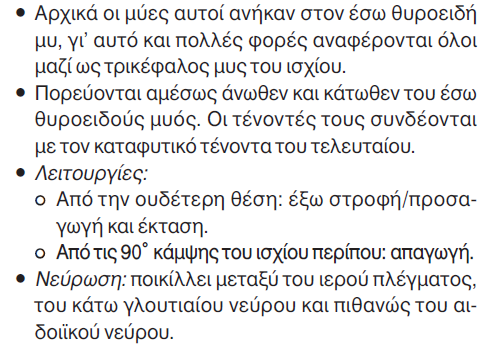 • Αρχικά οι μύες αυτοί ανήκαν στον έσω θυροειδή
μυ, γι’ αυτό και πολλές φορές αναφέρονται όλοι
μαζί ως τρικέφαλος μυς του ισχίου.
• Πορεύονται αμέσως άνωθεν και κάτωθεν του έσω
θυροειδούς μυός. Οι τένοντές τους συνδέονται
με τον καταφυτικό τένοντα του τελευταίου.
• Λειτουργίες:
o Από την ουδέτερη θέση: έξω στροφή/προσα-
γωγή και έκταση.
o Από τις 90˚ κάμψης του ισχίου περίπου: απαγωγή.
• Νεύρωση: ποικίλλει μεταξύ του ιερού πλέγματος,
του κάτω γλουτιαίου νεύρου και πιθανώς του αι-
δοιϊκού νεύρου.